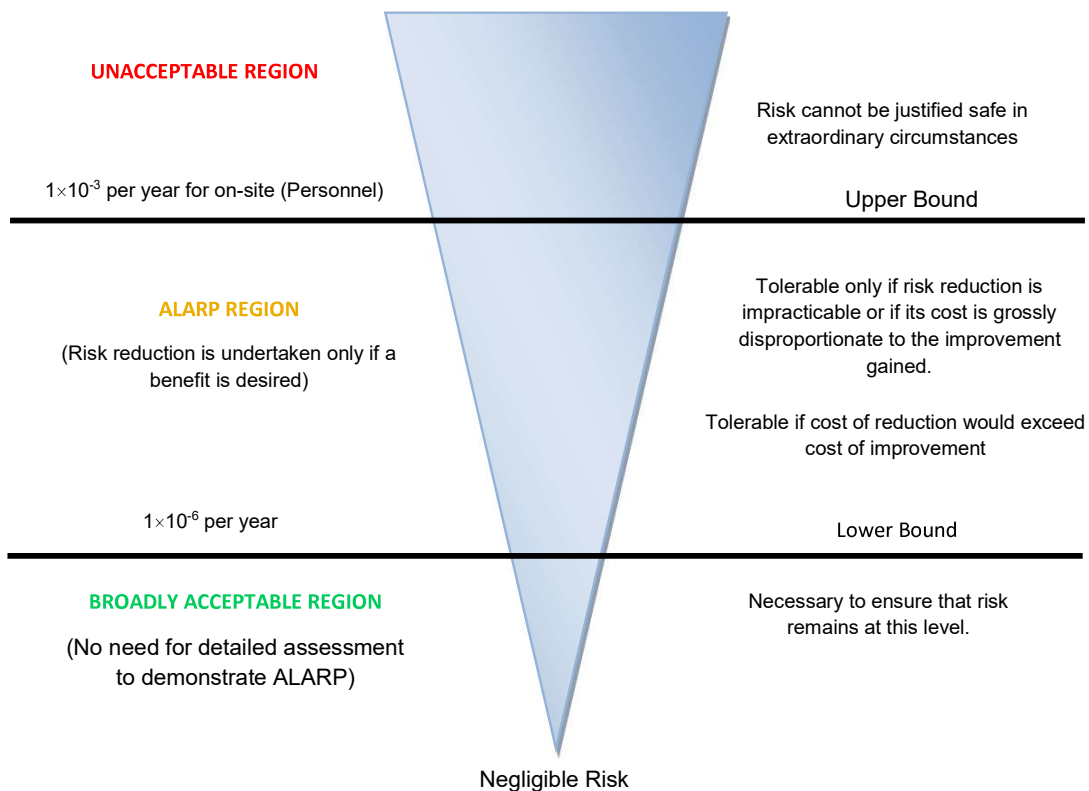 UNACCEPTABLE REGION
Risk cannot be justified safe in
extraordinary circumstances
1×10⁻³ per year for on-site (Personnel)
Upper Bound
ALARP REGION
(Risk reduction is undertaken only if a
benefit is desired)
Tolerable only if risk reduction is
impracticable or if its cost is grossly
disproportionate to the improvement
gained.
Tolerable if cost of reduction would exceed
cost of improvement
1×10⁻⁶ per year
Lower Bound
BROADLY ACCEPTABLE REGION
(No need for detailed assessment
to demonstrate ALARP)
Necessary to ensure that risk
remains at this level.
Negligible Risk